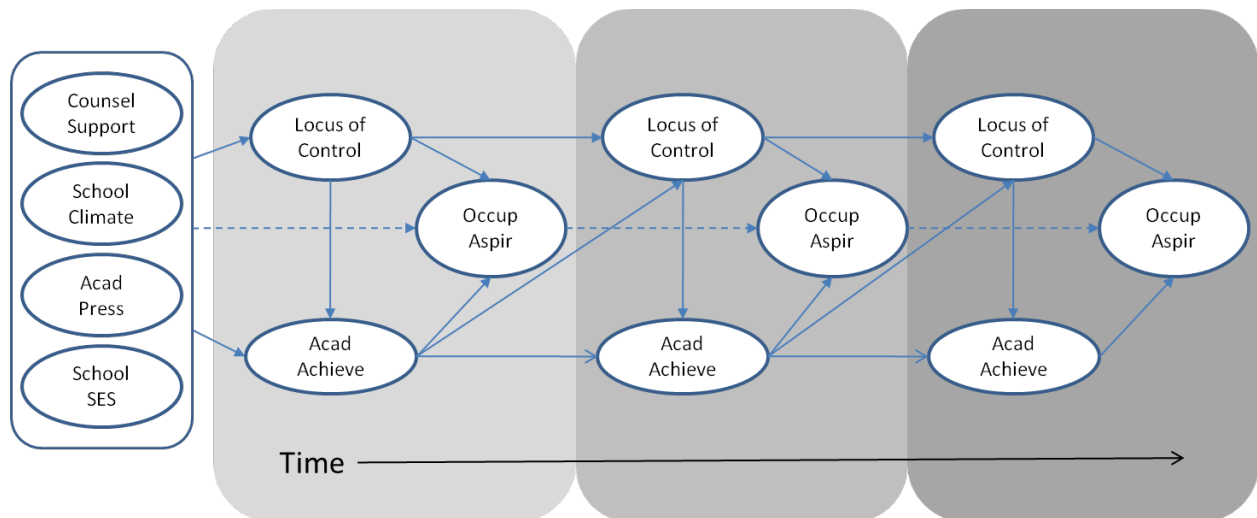 Counsel
Support
School
Climate
Acad
Press
School
SES
Locus of
Control
Occup
Aspir
Acad
Achieve
Locus of
Control
Occup
Aspir
Acad
Achieve
Locus of
Control
Occup
Aspir
Acad
Achieve
Time